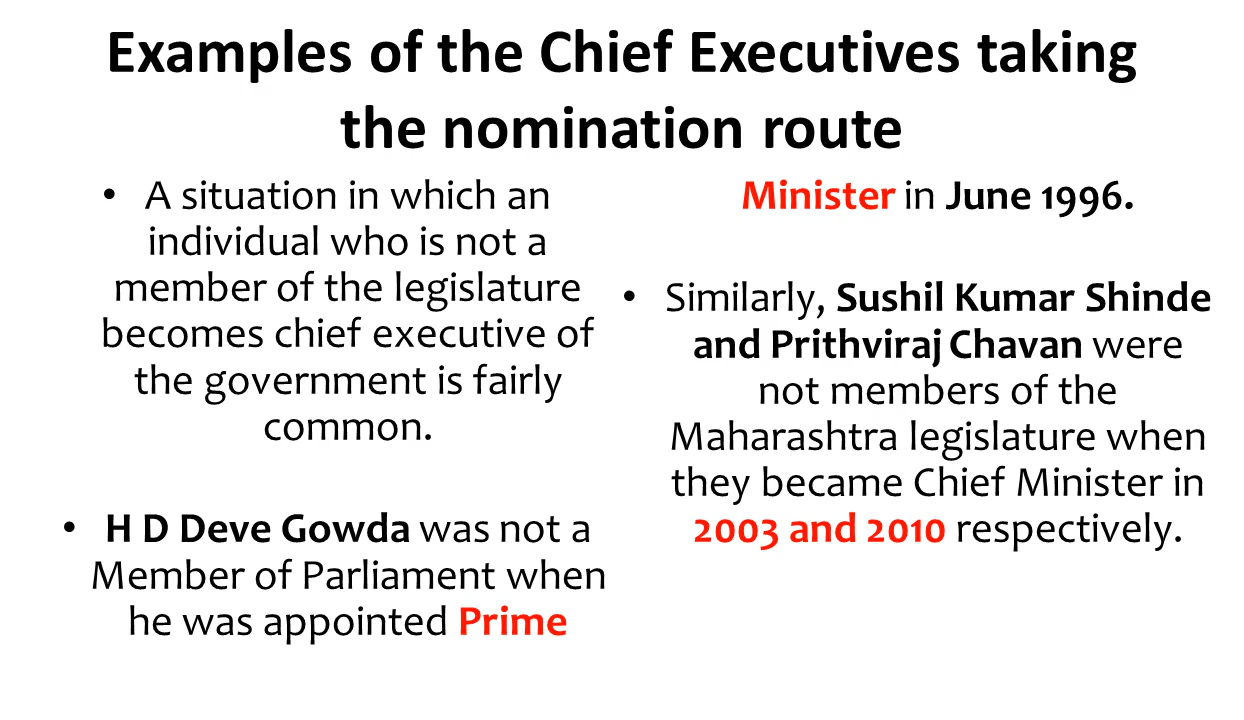 Examples of the Chief Executives taking
the nomination route
• A situation in which an
individual who is not a
member of the legislature
becomes chief executive of
the government is fairly
common.
• H D Deve Gowda was not a
Member of Parliament when
he was appointed Prime
Minister in June 1996.
• Similarly, Sushil Kumar Shinde
and Prithviraj Chavan were
not members of the
Maharashtra legislature when
they became Chief Minister in
2003 and 2010 respectively.